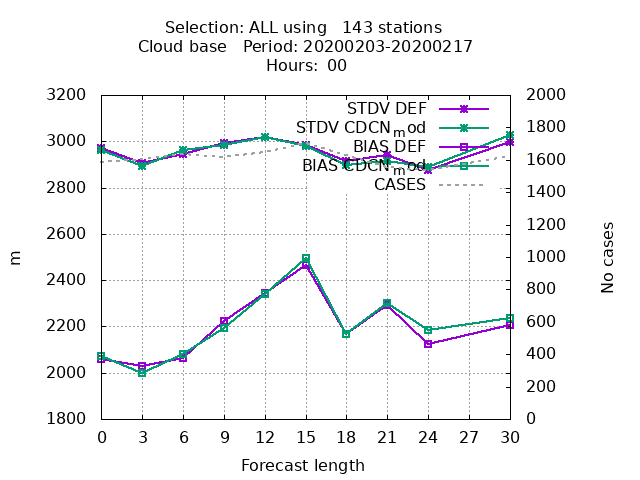 Selection: ALL using   143 stations
Cloud base   Period: 20200203-20200217
Hours:  00
3200 2000
STDV DEF
1800
STDV CDCNmod
3000
BIAS DEF
1600
BIAS CDCNmod
CASES
2800
1400
1200
2600
1000
2400
800
600
2200
400
2000
200
1800 0
0 3 6 9 12 15 18 21 24 27 30
Forecast length
m
No cases